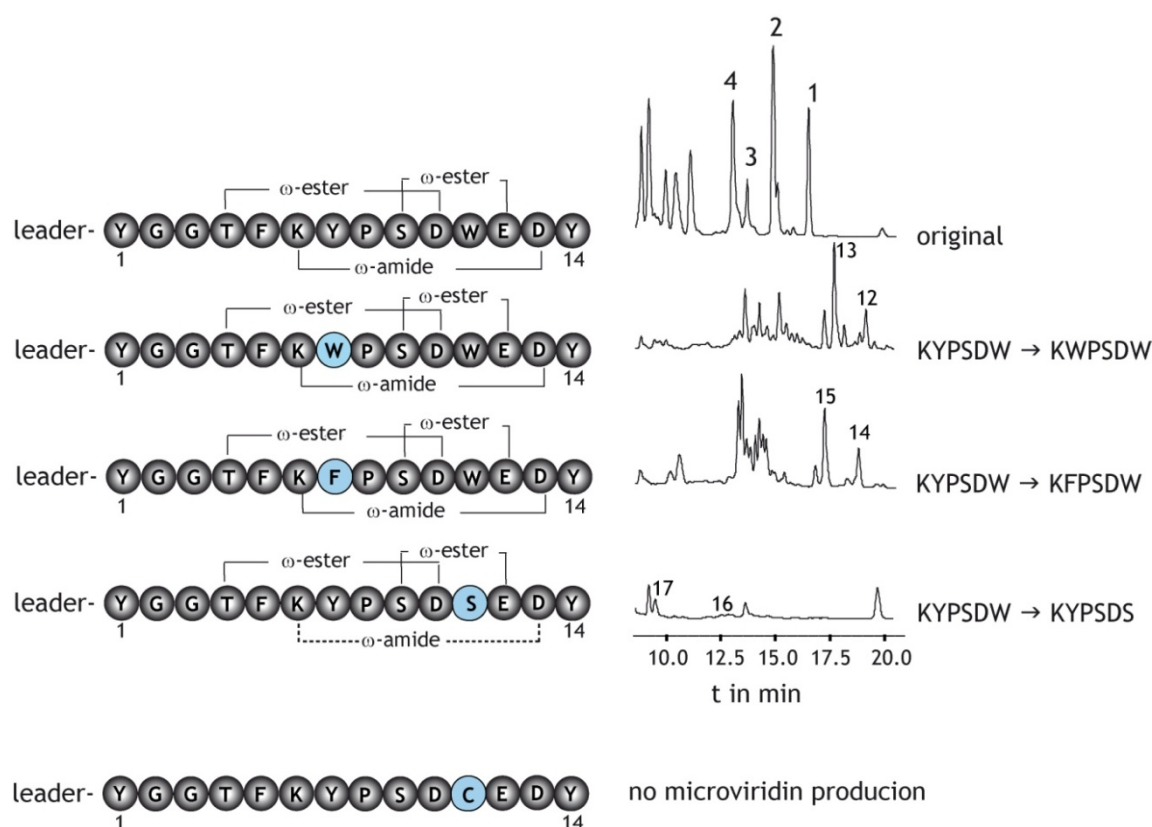 2
4
1
3
ω-ester
ω-ester
leader- Y G G T F K Y P S D W E D Y
1 14
ω-amide
original
13
12
ω-ester
ω-ester
leader- Y G G T F K W P S D W E D Y
1 14
ω-amide
KYPSDW → KWPSDW
15
14
ω-ester
ω-ester
leader- Y G G T F K F P S D W E D Y
1 14
ω-amide
KYPSDW → KFPSDW
ω-ester
ω-ester
17
16
leader- Y G G T F K Y P S D S E D Y
1 14
ω-amide
KYPSDW → KYPSDS
10.0 12.5 15.0 17.5 20.0
t in min
leader- Y G G T F K Y P S D C E D Y
1 14
no microviridin producion